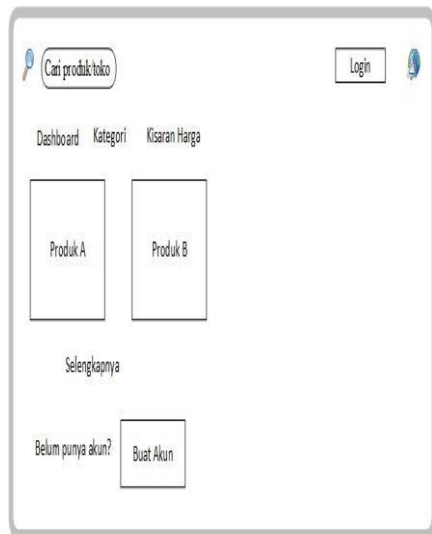 Cari produk/toko
Login
Dashboard Kategori Kisaran Harga
Produk A Produk B
Selengkapnya
Belum punya akun? Buat Akun